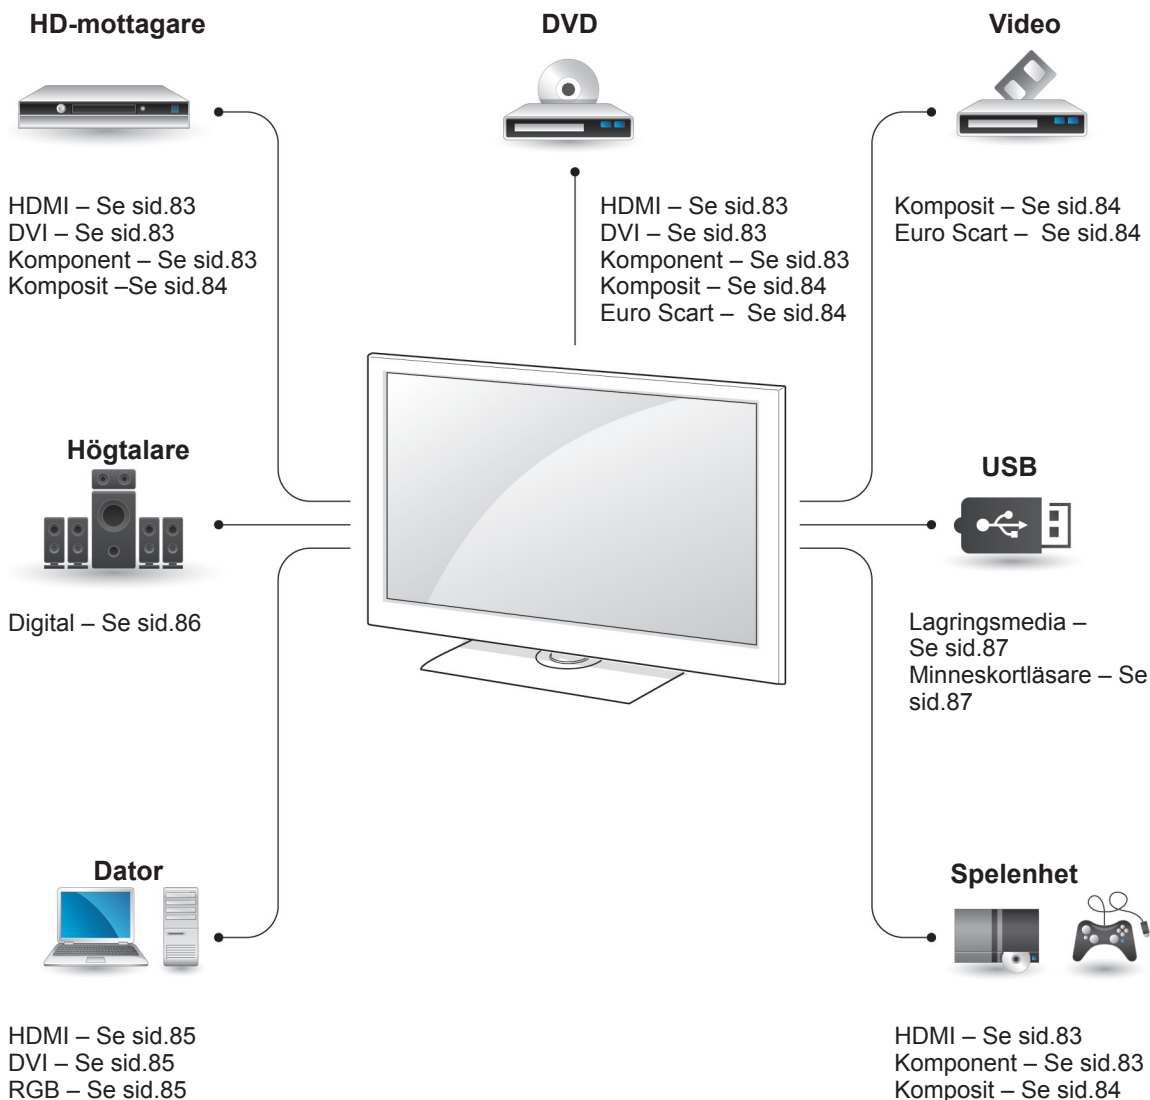 HD-mottagare
HDMI – Se sid.83
DVI – Se sid.83
Komponent – Se sid.83
Komposit –Se sid.84
DVD
HDMI – Se sid.83
DVI – Se sid.83
Komponent – Se sid.83
Komposit – Se sid.84
Euro Scart –  Se sid.84
Video
Komposit – Se sid.84
Euro Scart –  Se sid.84
Högtalare
Digital – Se sid.86
USB
Lagringsmedia –
Se sid.87
Minneskortläsare – Se
sid.87
Dator
HDMI – Se sid.85
DVI – Se sid.85
RGB – Se sid.85
Spelenhet
HDMI – Se sid.83
Komponent – Se sid.83
Komposit – Se sid.84